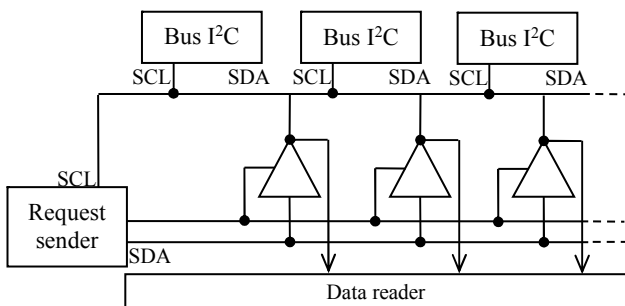 Bus I²C
Bus I²C
Bus I²C
SCL SDA SCL SDA SCL SDA
SCL
Request
sender
SDA
Data reader